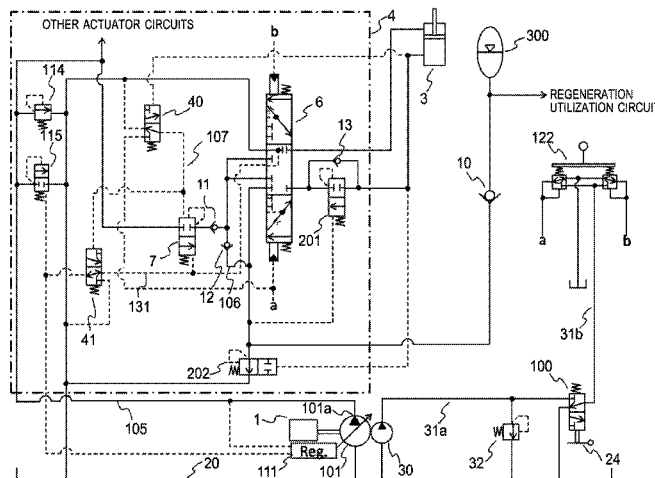 OTHER ACTUATOR CIRCUITS
b
4
300
114
40
6
3
REGENERATION
UTILIZATION CIRCUIT
115
107
13
122
10
11
7
201
a
b
12
106
131
a
41
31b
202
100
105
101a
1
31a
Reg.
111
101
30
32
24
20